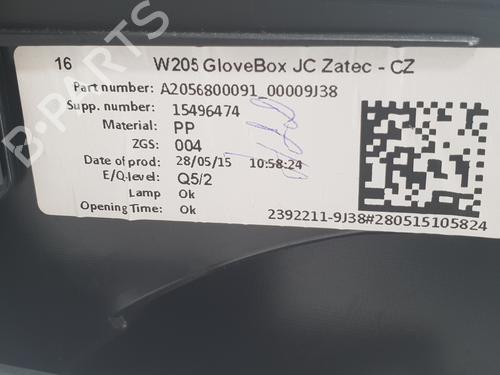 16 W205 GloveBox JC Zatec - CZ
Part number: A2056800091_00009J38
Supp. number: 15496474
Material: PP
ZGS: 004
Date of prod: 28/05/15 10:58:24
E/Q-level: Q5/2
Lamp Ok
Opening Time: Ok
2392211-9J38#280515105824
B-PARTS